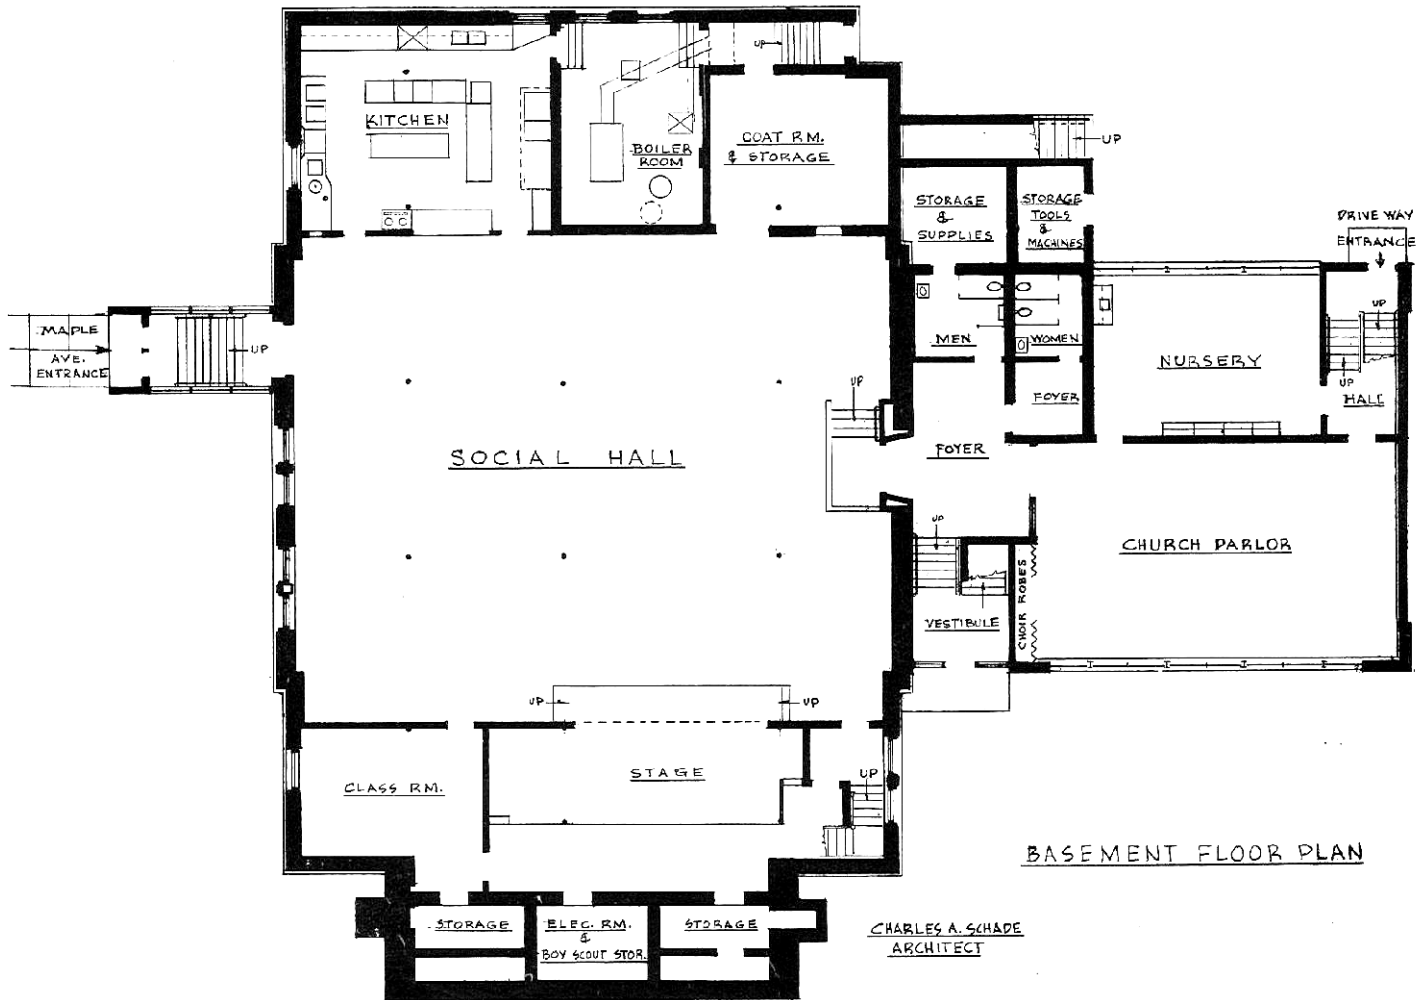 UP
KITCHEN
BOILER
ROOM
COAT RM.
& STORAGE
UP
STORAGE
&
SUPPLIES
STORAGE
TOOLS
&
MACHINES
DRIVE WAY
ENTRANCE
MAPLE
AVE.
ENTRANCE
UP
MEN
WOMEN
NURSERY
UP
UP
HALL
UP
FOYER
SOCIAL HALL
FOYER
UP
CHURCH PARLOR
CHOIR ROBES
VESTIBULE
UP
UP
STAGE
CLASS RM.
UP
BASEMENT FLOOR PLAN
STORAGE
ELEC. RM.
&
BOY SCOUT STOR.
STORAGE
CHARLES A. SCHADE
ARCHITECT